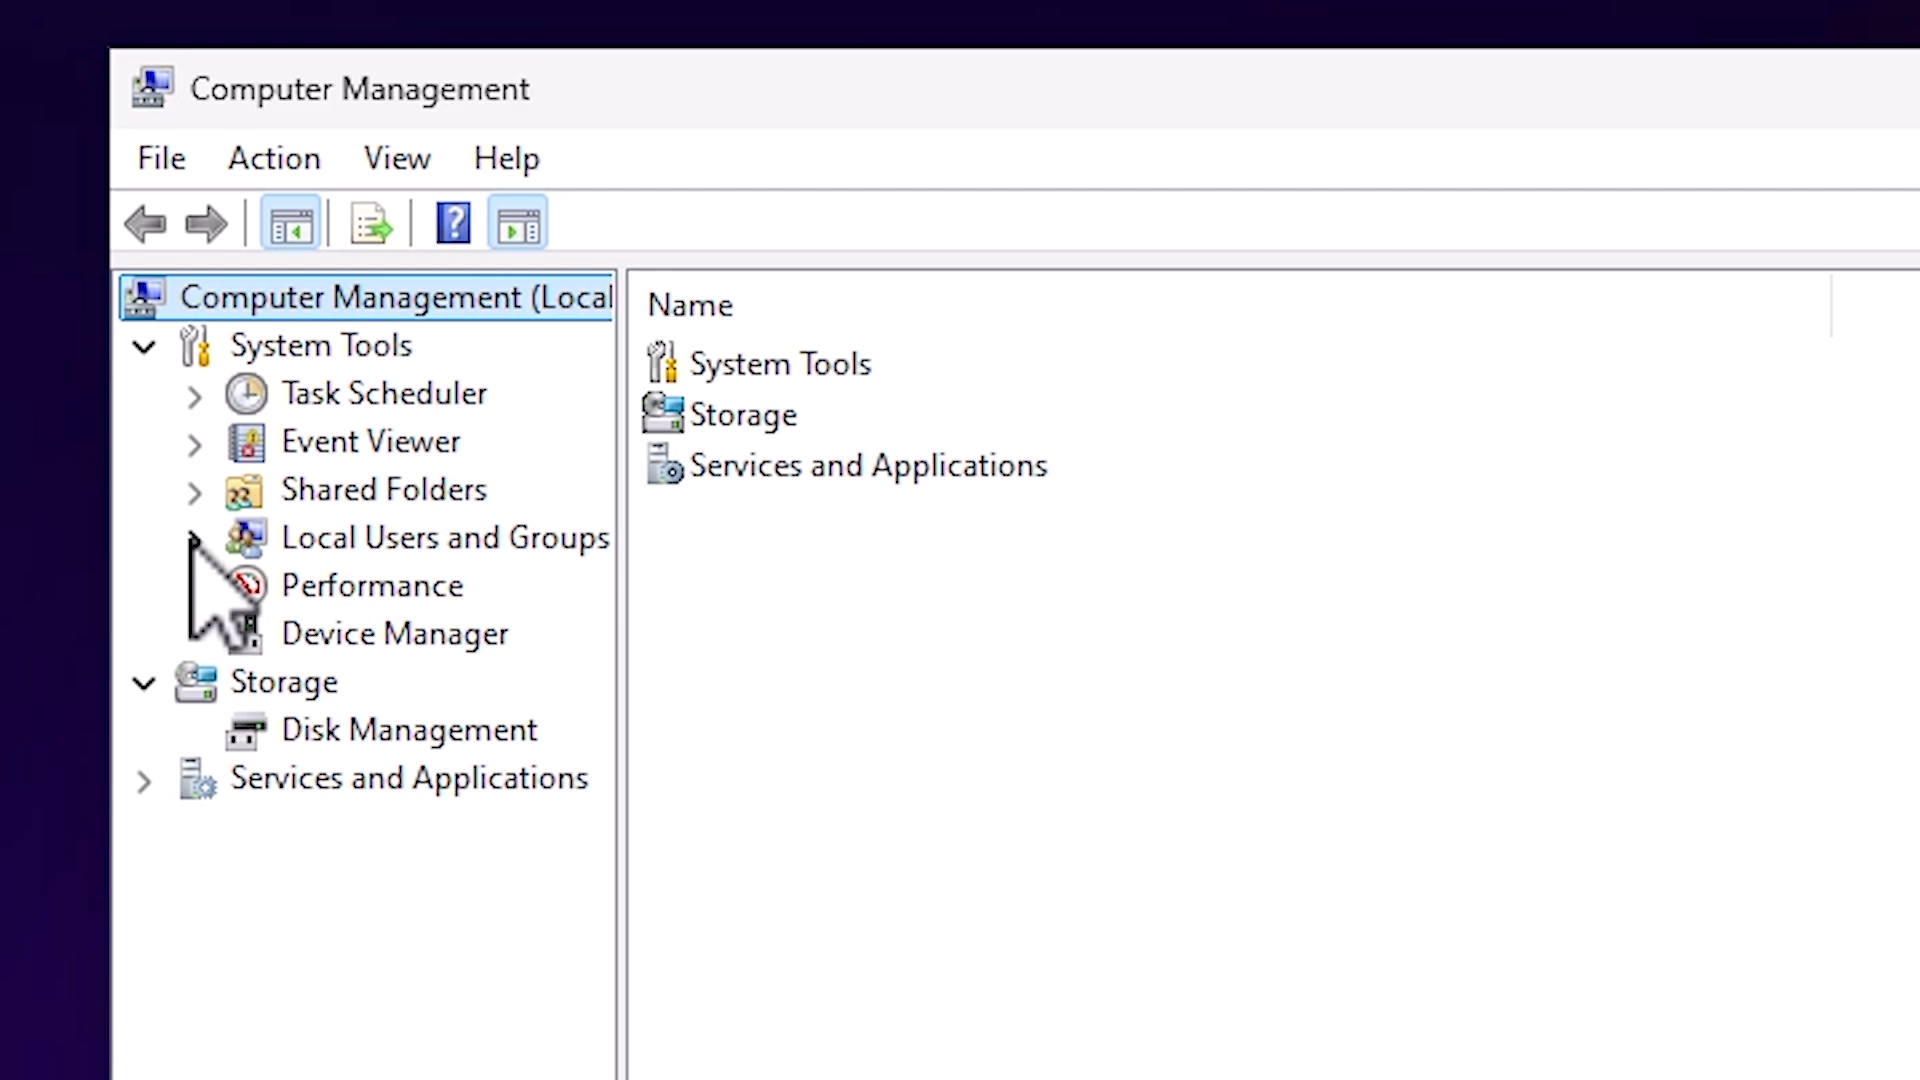 Computer Management
File Action View Help
Computer Management (Local
System Tools
Task Scheduler
Event Viewer
Shared Folders
Local Users and Groups
Performance
Device Manager
Storage
Disk Management
Services and Applications
Name
System Tools
Storage
Services and Applications